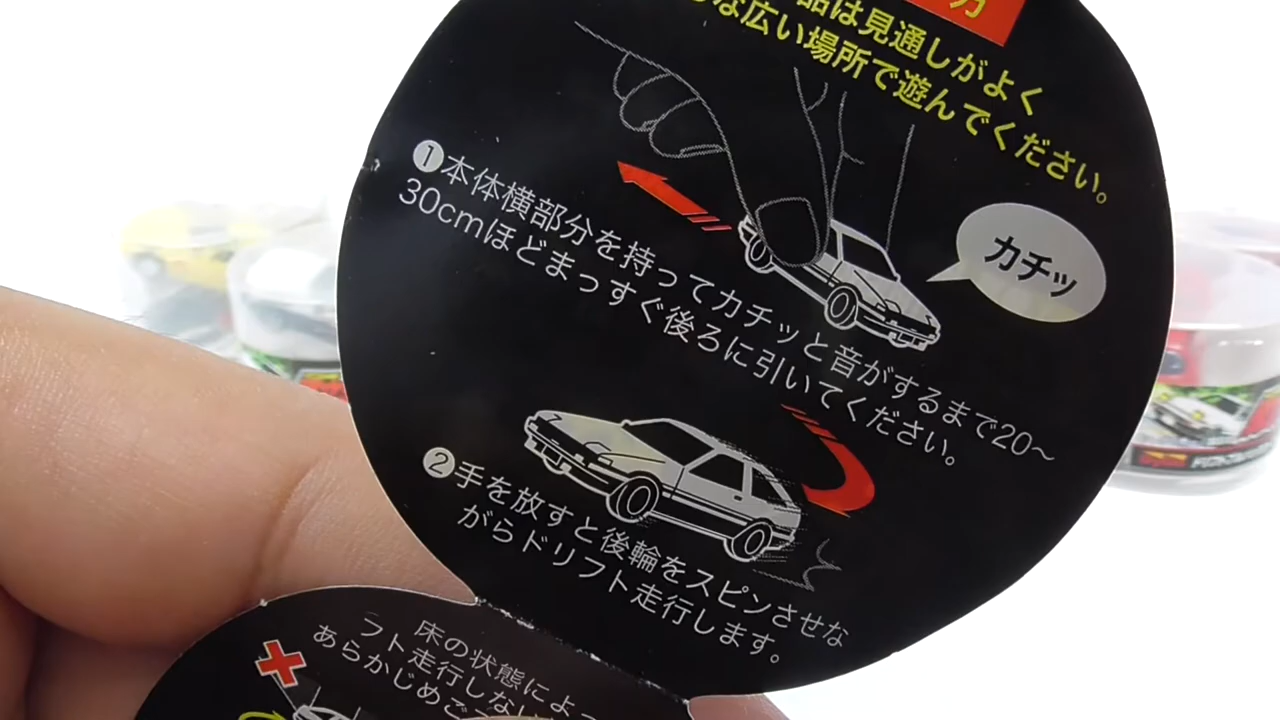 品は見通しがよく
な広い場所で遊んでください。
カチッ
❶本体横部分を持ってカチッと音がするまで20〜
30cmほどまっすぐ後ろに引いてください。
❷手を放すと後輪をスピンさせな
がらドリフト走行します。
床の状態によっ
フト走行しない
あらかじめご